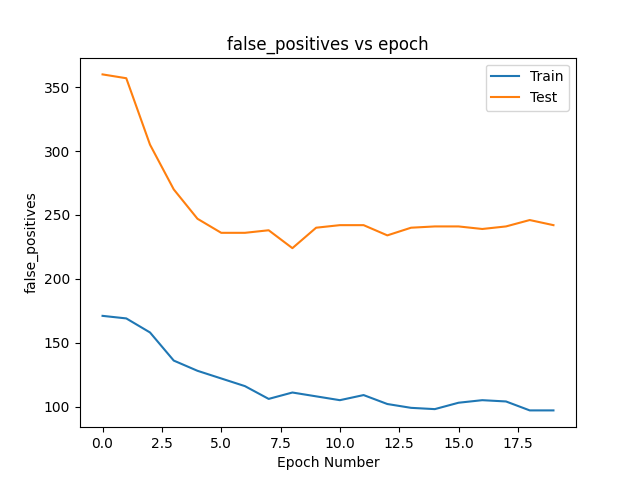 false_positives vs epoch
Train
Test
350
300
250
200
150
100
false_positives
0.0 2.5 5.0 7.5 10.0 12.5 15.0 17.5
Epoch Number